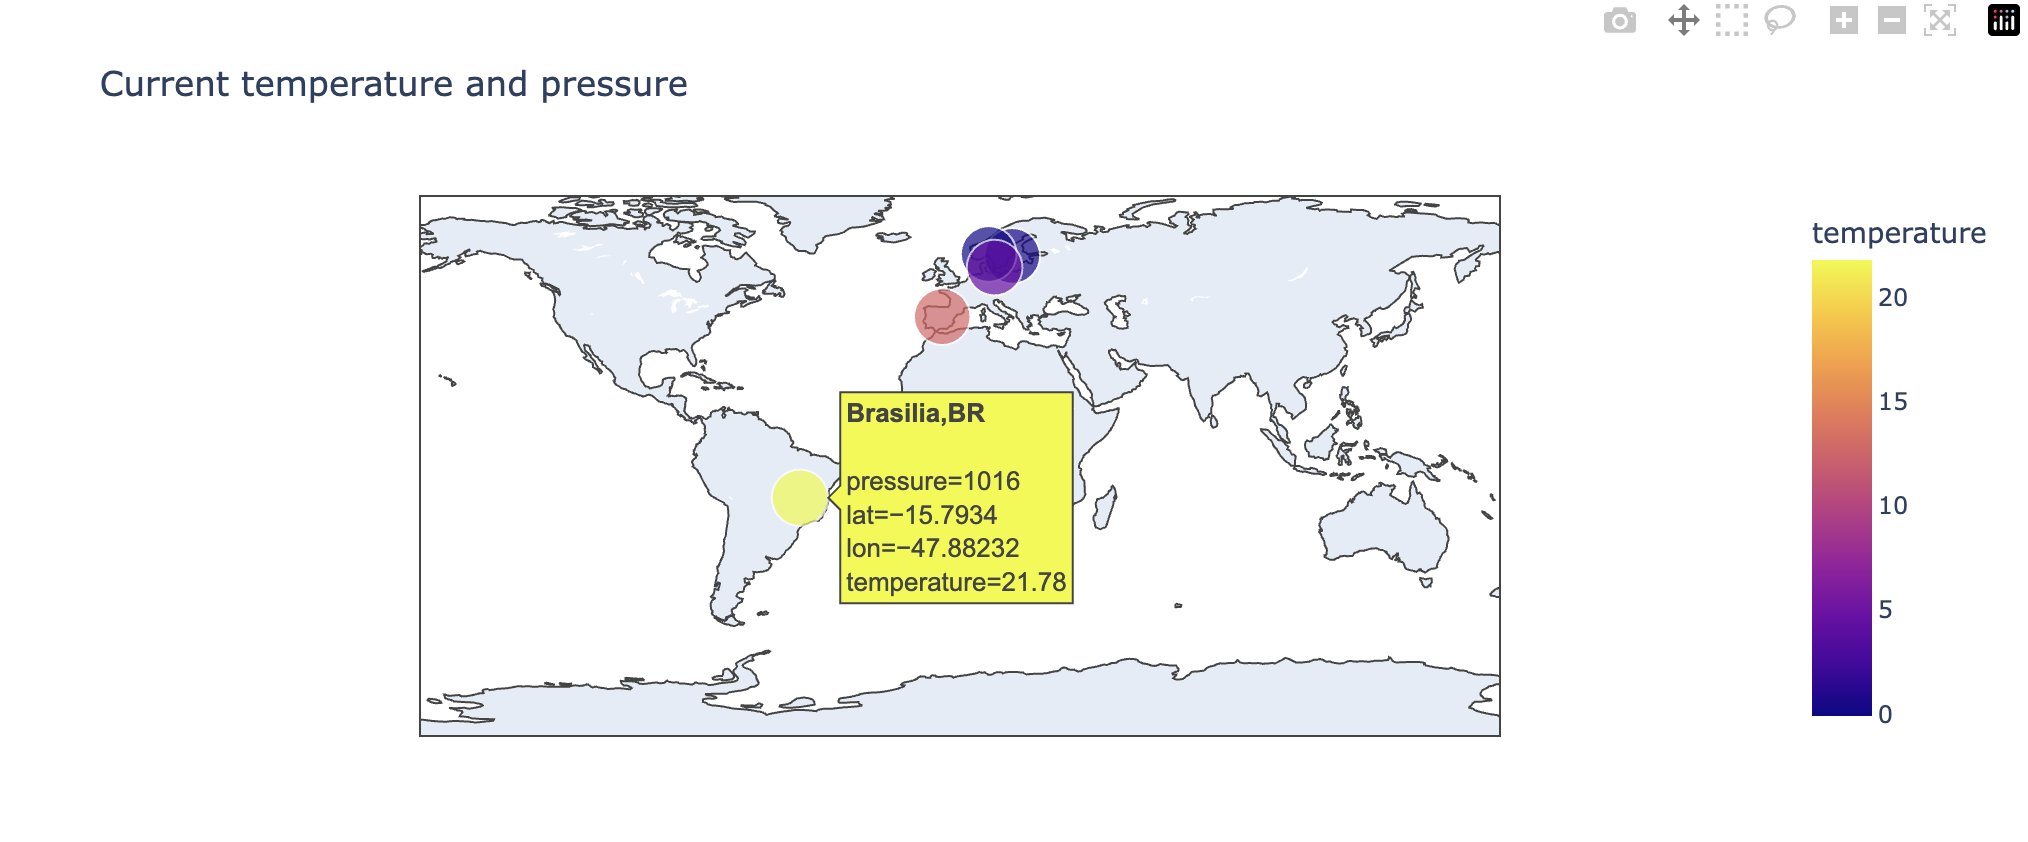 Current temperature and pressure
temperature
20
15
10
5
0
Brasilia,BR
pressure=1016
lat=−15.7934
lon=−47.88232
temperature=21.78